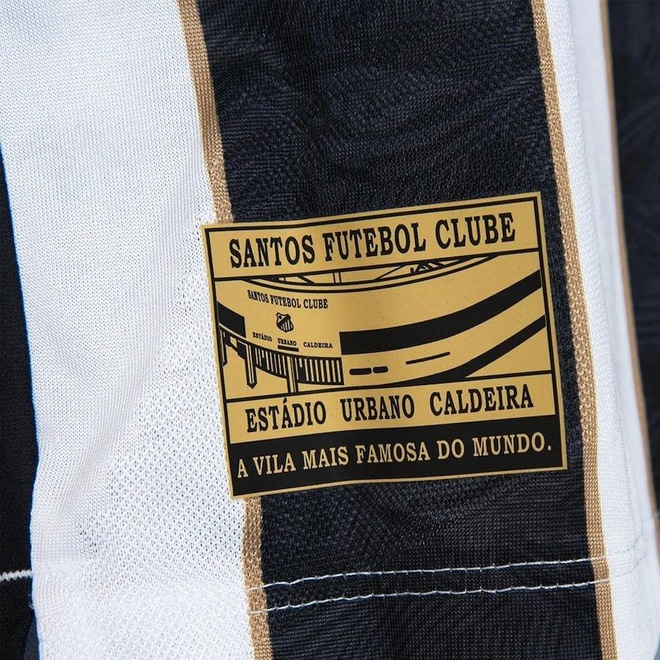 SANTOS FUTEBOL CLUBE
SANTOS FUTEBOL CLUBE
ESTÁDIO URBANO CALDEIRA
ESTÁDIO URBANO CALDEIRA
A VILA MAIS FAMOSA DO MUNDO.